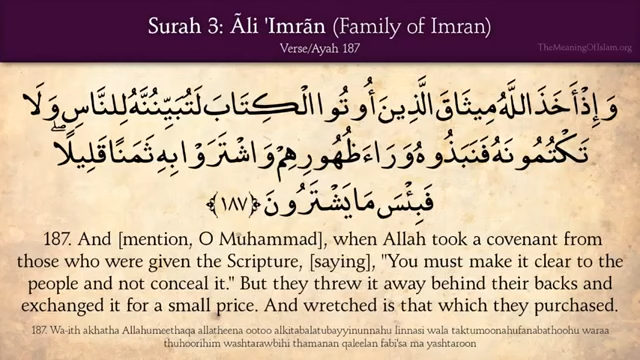 Surah 3: Ãli 'Imrãn (Family of Imran)
Verse/Ayah 187
TheMeaningOfIslam.org
وَإِذْ أَخَذَ اللَّهُ مِيثَاقَ الَّذِينَ أُوتُوا الْكِتَابَ لَتُبَيِّنُنَّهُ لِلنَّاسِ وَلَا
تَكْتُمُونَهُ فَنَبَذُوهُ وَرَاءَ ظُهُورِهِمْ وَاشْتَرَوْا بِهِ ثَمَنًا قَلِيلًا ۖ
فَبِئْسَ مَا يَشْتَرُونَ ﴿١٨٧﴾
187. And [mention, O Muhammad], when Allah took a covenant from
those who were given the Scripture, [saying], "You must make it clear to the
people and not conceal it." But they threw it away behind their backs and
exchanged it for a small price. And wretched is that which they purchased.
187. Wa-ith akhatha Allahumeethaqa allatheena ootoo alkitabalatubayyinunnahu linnasi wala taktumoonahufanabathoohu waraa
thuhoorihim washtarawbihi thamanan qaleelan fabi/sa ma yashtaroon